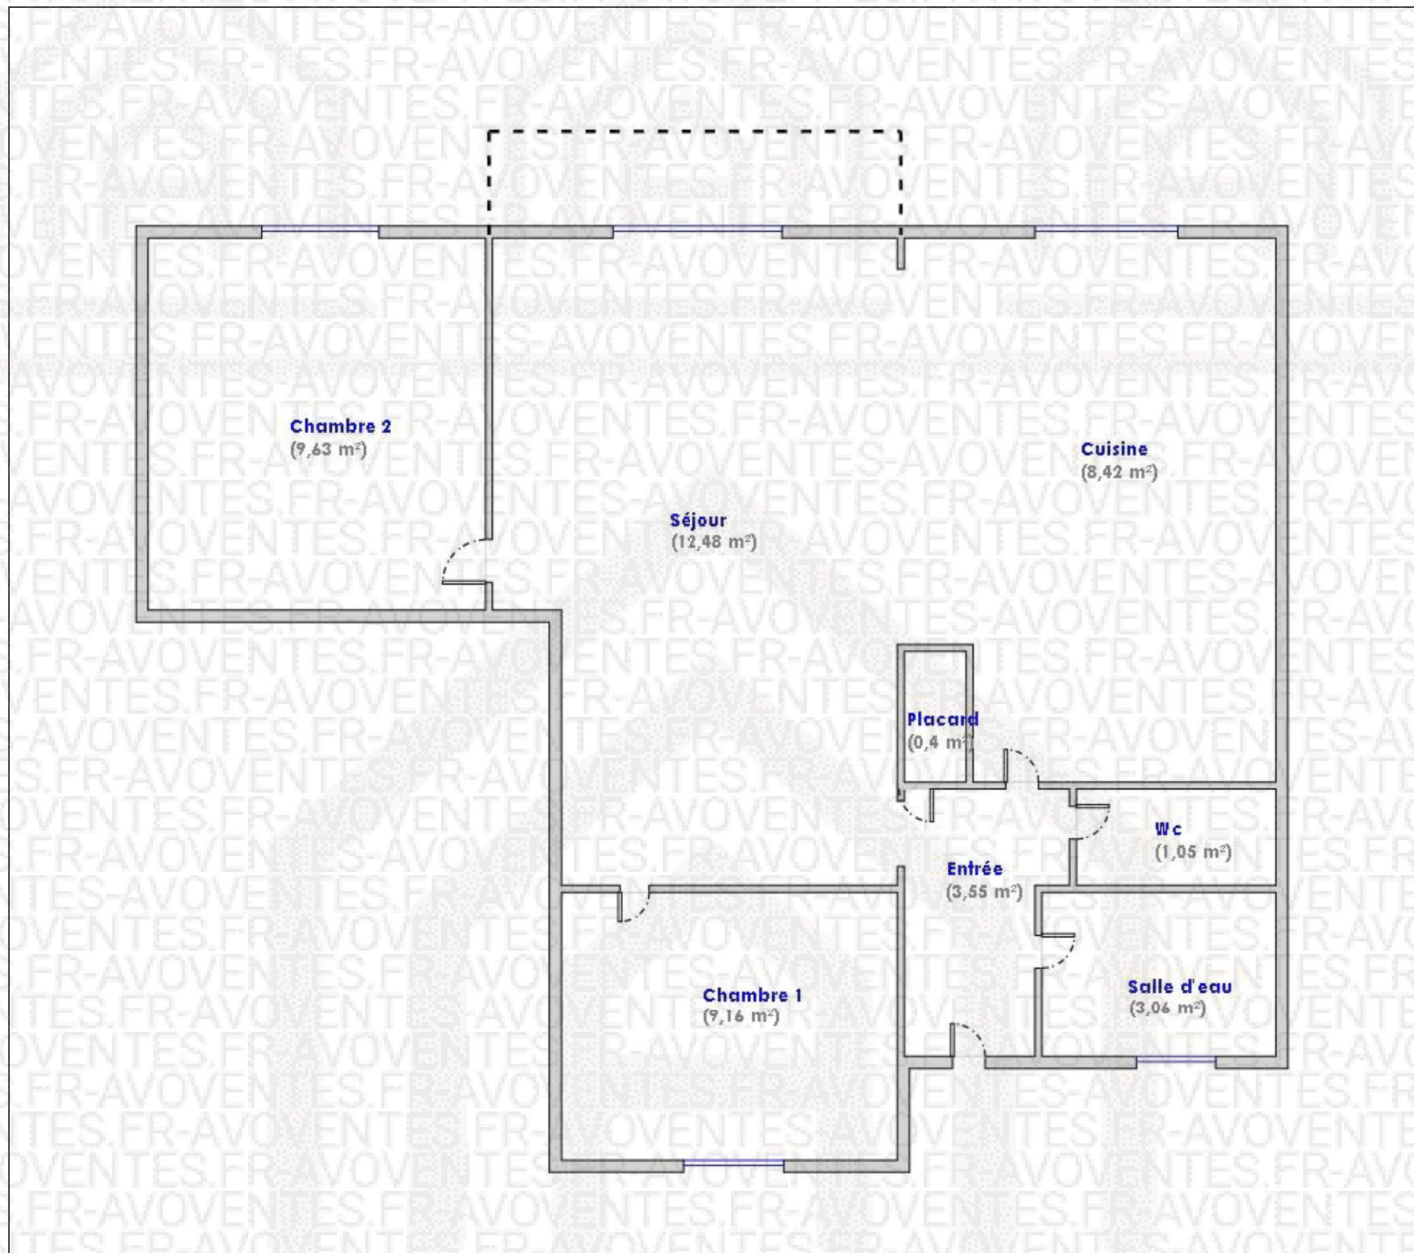 Chambre 2
(9,63 m²)
Cuisine
(8,42 m²)
Séjour
(12,48 m²)
Placard
(0,4 m²
Wc
(1,05 m²)
Entrée
(3,55 m²)
Chambre 1
(9,16 m²)
Salle d'eau
(3,06 m²)